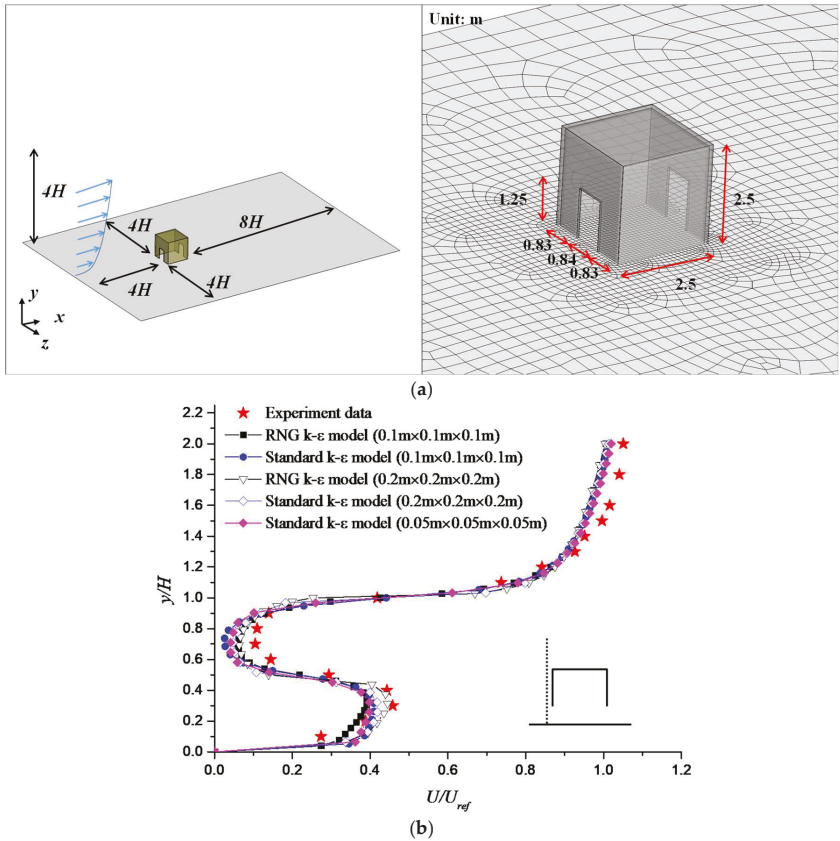 Unit: m
4H
4H
8H
4H
4H
y
x
z
1.25
2.5
0.83
0.84
0.83
2.5
(a)
Experiment data
RNG k-ε model (0.1m×0.1m×0.1m)
Standard k-ε model (0.1m×0.1m×0.1m)
RNG k-ε model (0.2m×0.2m×0.2m)
Standard k-ε model (0.2m×0.2m×0.2m)
Standard k-ε model (0.05m×0.05m×0.05m)
2.0
1.8
1.6
1.4
1.2
1.0
0.8
0.6
0.4
0.2
0.0
y/H
0.0 0.2 0.4 0.6 0.8 1.0 1.2
U/Uref
(b)